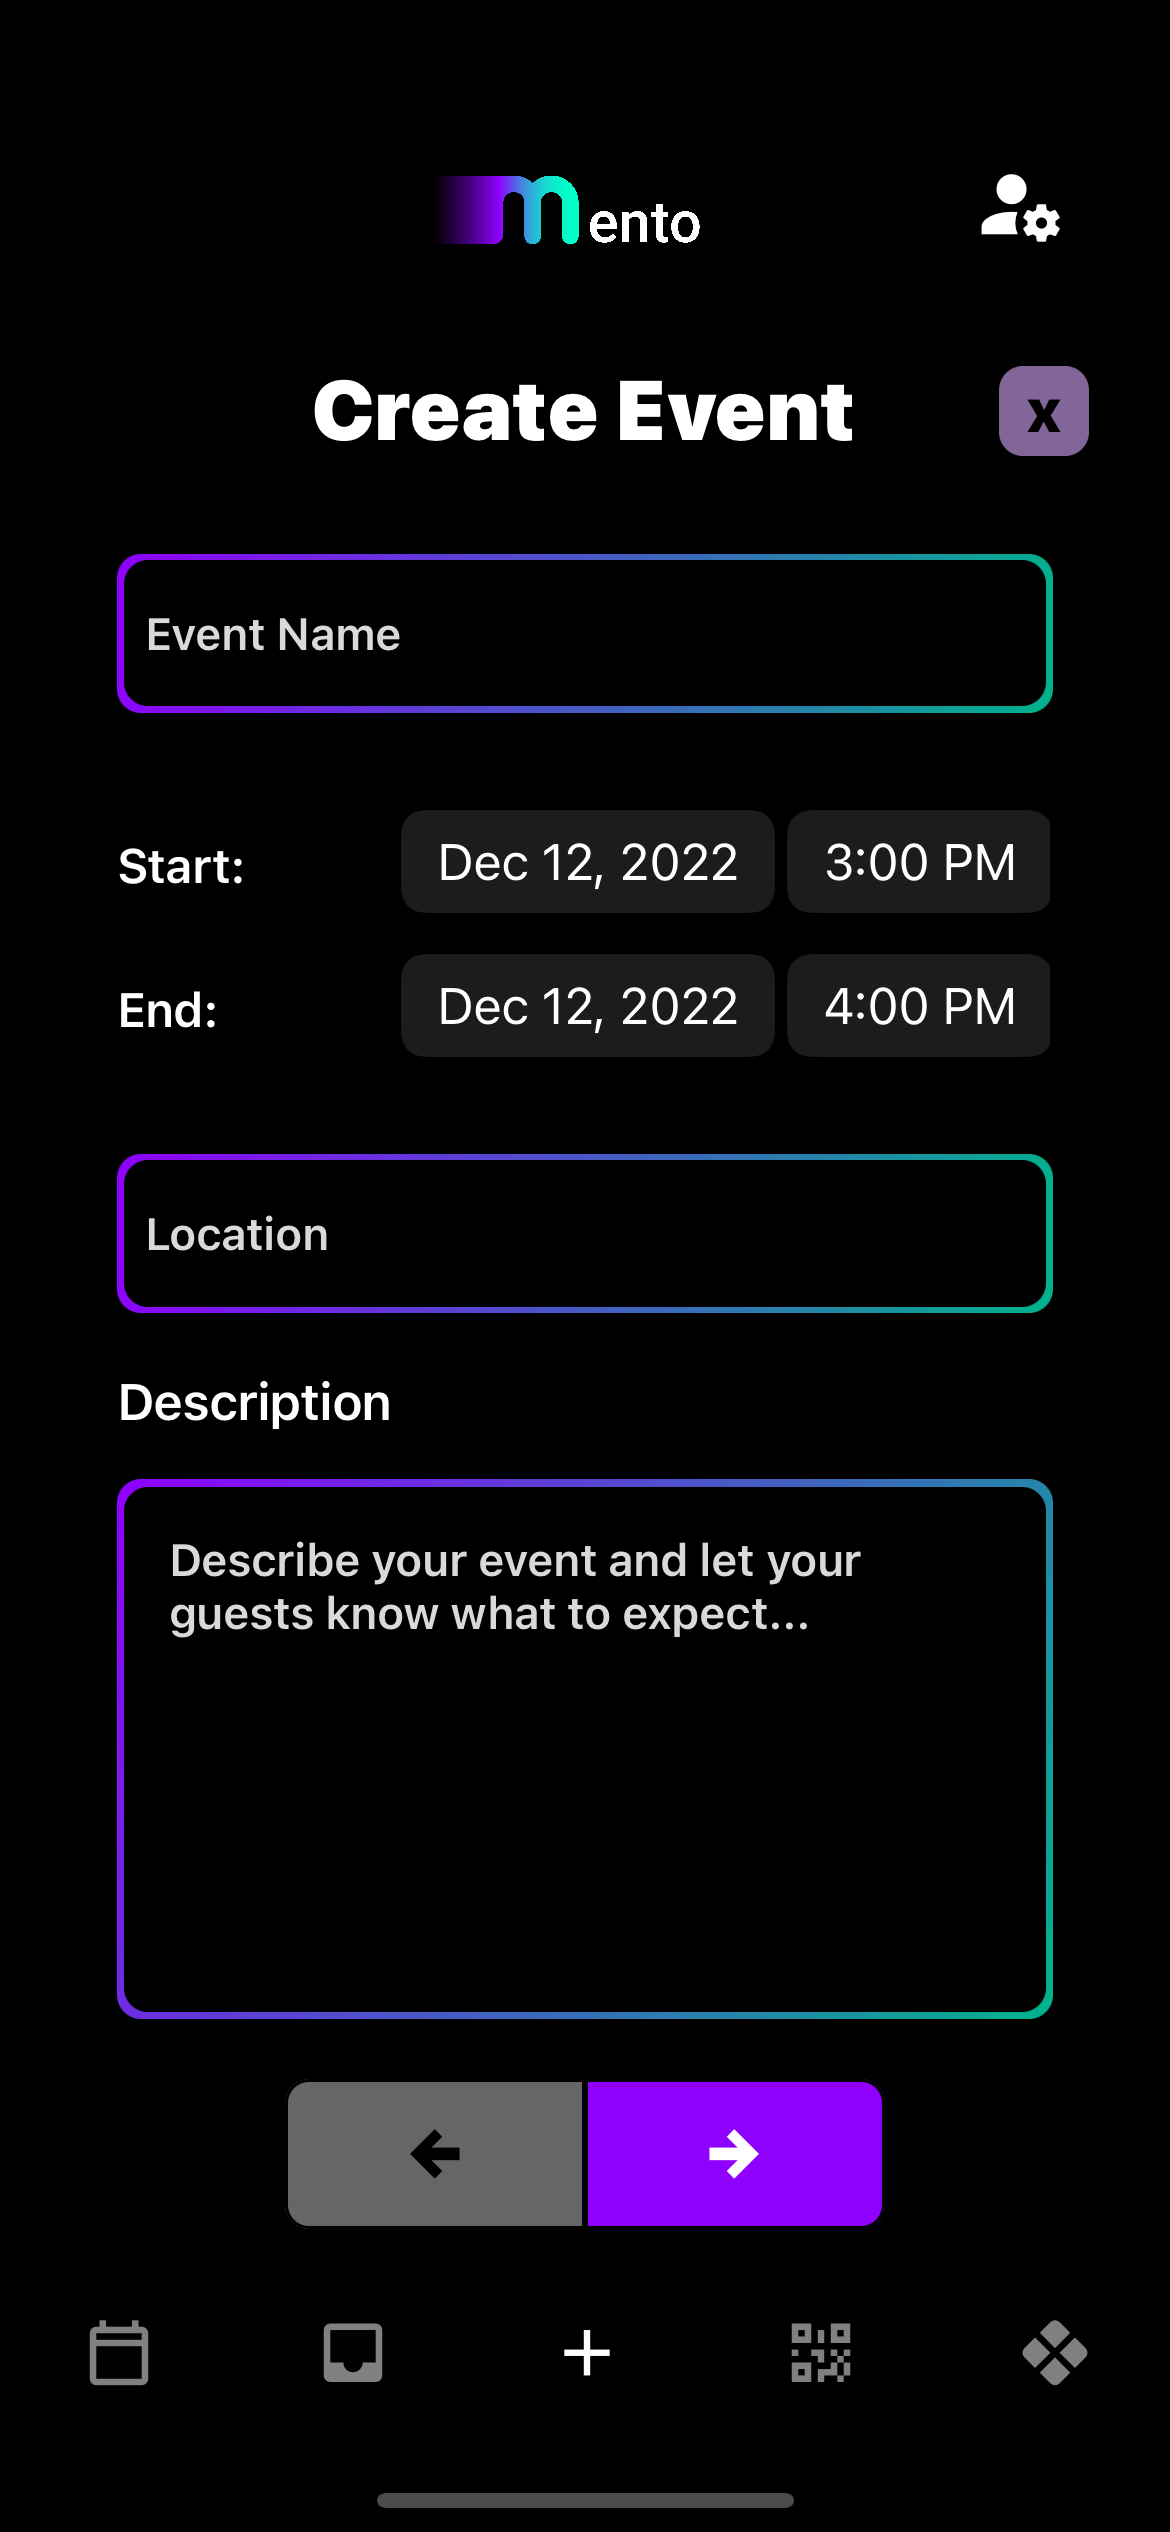 mento
Create Event
x
Event Name
Start:
Dec 12, 2022
3:00 PM
End:
Dec 12, 2022
4:00 PM
Location
Description
Describe your event and let your
guests know what to expect...